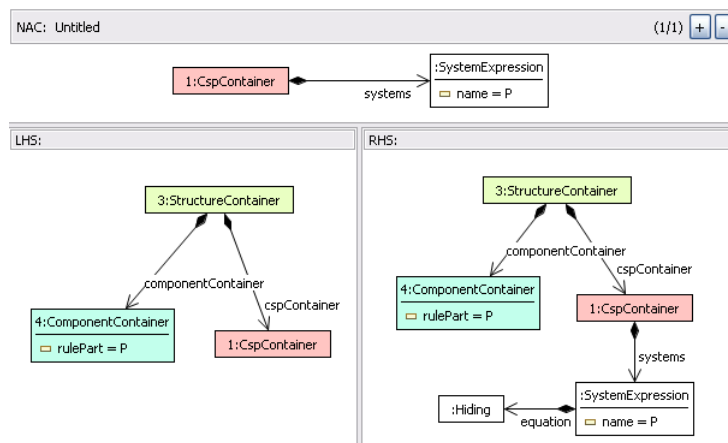 NAC: Untitled (1/1) + -
:SystemExpression
1:CspContainer
name = P
systems
LHS:
RHS:
3:StructureContainer
componentContainer
cspContainer
4:ComponentContainer
rulePart = P
1:CspContainer
3:StructureContainer
componentContainer
cspContainer
4:ComponentContainer
rulePart = P
1:CspContainer
systems
:SystemExpression
:Hiding
equation
name = P